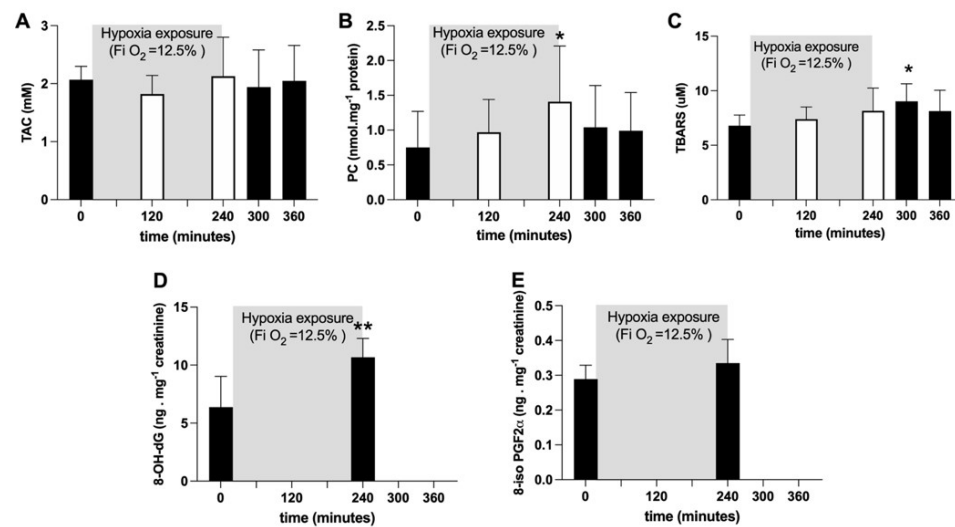 A
Hypoxia exposure
(Fi O2 =12.5% )
TAC (mM)
3
2
1
0
0 120 240 300 360
time (minutes)
B
Hypoxia exposure
(Fi O2 =12.5% )
*
PC (nmol.mg-1 protein)
2.5
2.0
1.5
1.0
0.5
0.0
0 120 240 300 360
time (minutes)
C
Hypoxia exposure
(Fi O2 =12.5% )
*
TBARS (uM)
15
10
5
0
0 120 240 300 360
time (minutes)
D
Hypoxia exposure
(Fi O2 =12.5% )
**
8-OH-dG (ng . mg-1 creatinine)
15
10
5
0
0 120 240 300 360
time (minutes)
E
Hypoxia exposure
(Fi O2 =12.5% )
8-iso PGF2α (ng . mg-1 creatinine)
0.5
0.4
0.3
0.2
0.1
0.0
0 120 240 300 360
time (minutes)